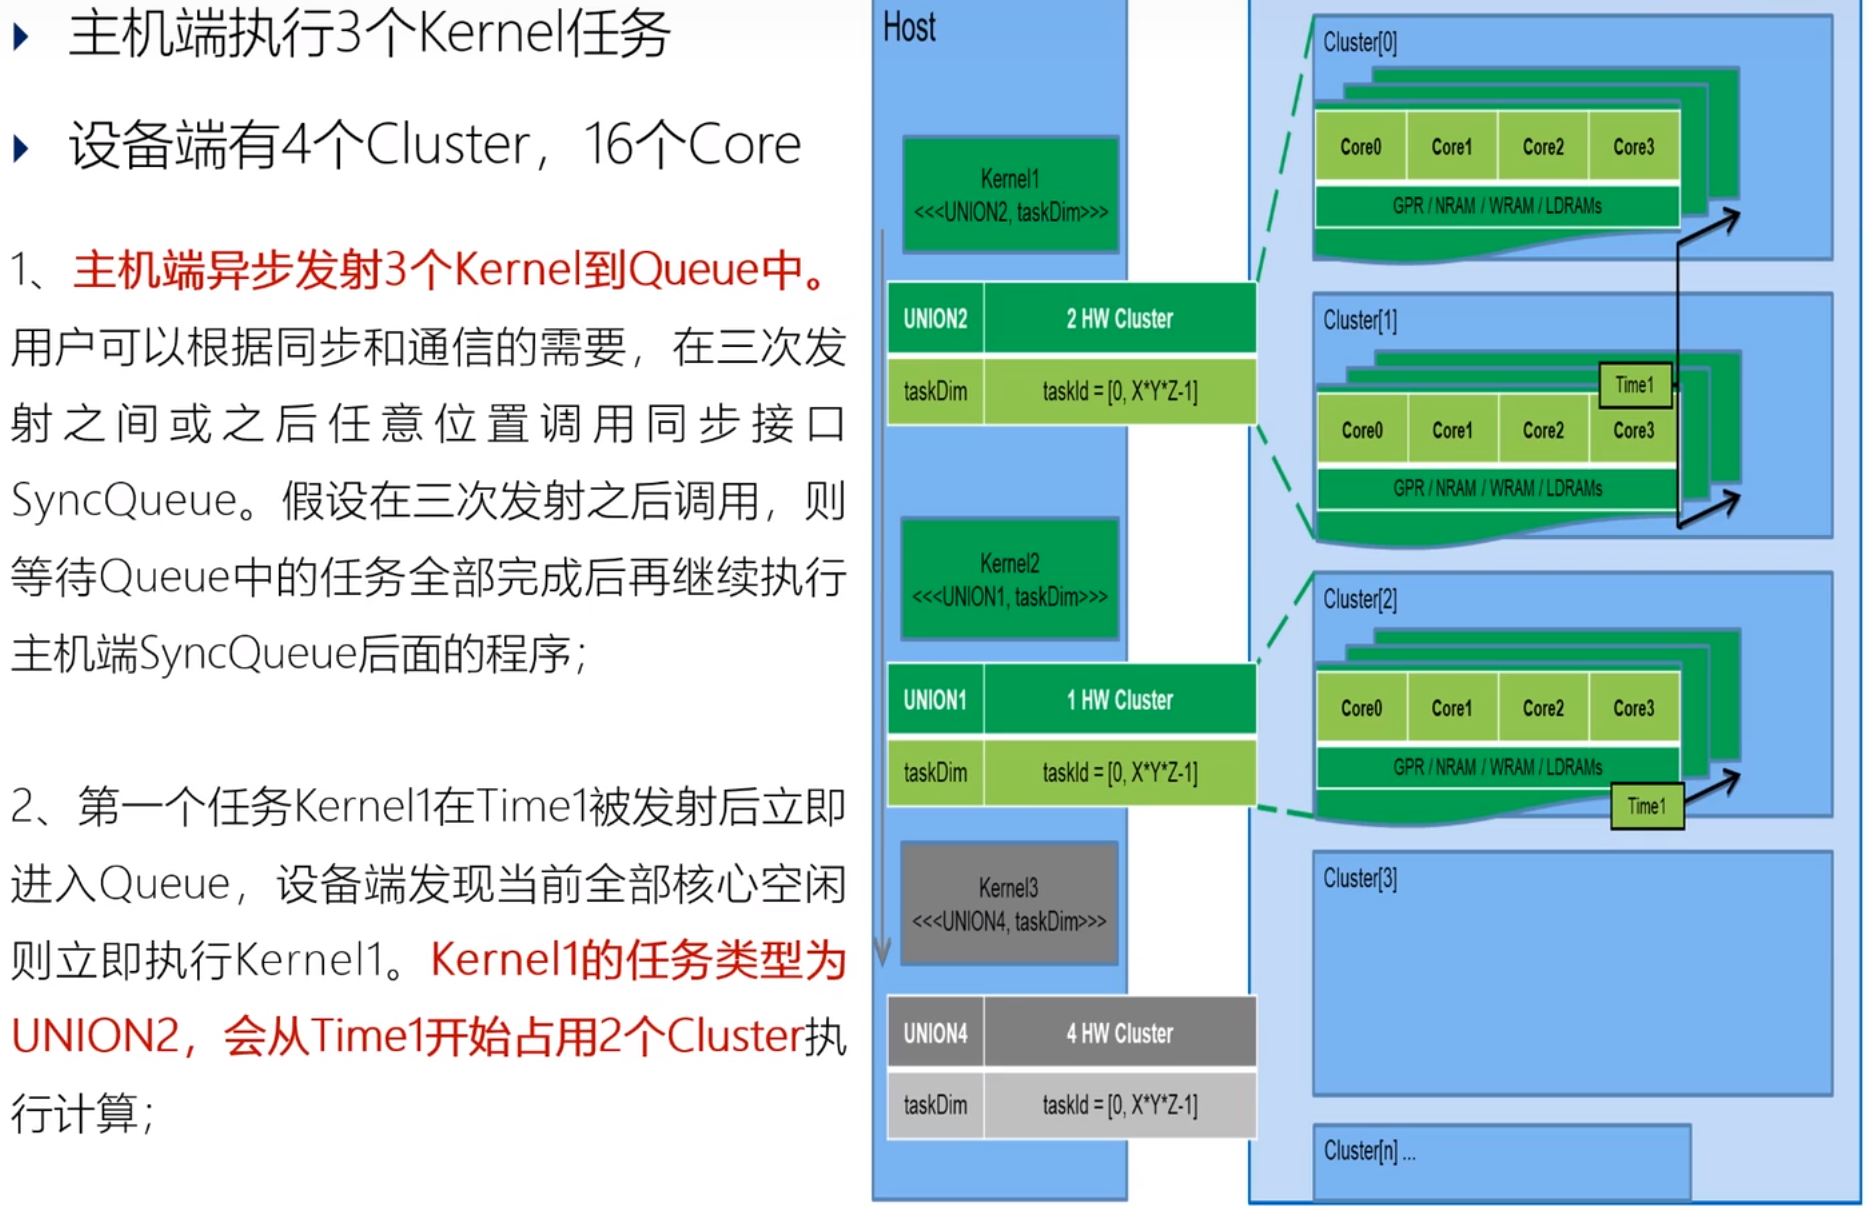 主机端执行3个Kernel任务
设备端有4个Cluster，16个Core
1、主机端异步发射3个Kernel到Queue中。
用户可以根据同步和通信的需要，在三次发
射之间或之后任意位置调用同步接口
SyncQueue。假设在三次发射之后调用，则
等待Queue中的任务全部完成后再继续执行
主机端SyncQueue后面的程序；
2、第一个任务Kernel1在Time1被发射后立即
进入Queue，设备端发现当前全部核心空闲
则立即执行Kernel1。Kernel1的任务类型为
UNION2，会从Time1开始占用2个Cluster执
行计算；
Host
Kernel1
<<<UNION2, taskDim>>>
UNION2 2 HW Cluster
taskDim taskId = [0, X*Y*Z-1]
Kernel2
<<<UNION1, taskDim>>>
UNION1 1 HW Cluster
taskDim taskId = [0, X*Y*Z-1]
Kernel3
<<<UNION4, taskDim>>>
UNION4 4 HW Cluster
taskDim taskId = [0, X*Y*Z-1]
Cluster[0]
Core0 Core1 Core2 Core3
GPR / NRAM / WRAM / LDRAMs
Cluster[1]
Time1
Core0 Core1 Core2 Core3
GPR / NRAM / WRAM / LDRAMs
Cluster[2]
Core0 Core1 Core2 Core3
GPR / NRAM / WRAM / LDRAMs
Time1
Cluster[3]
Cluster[n] ...